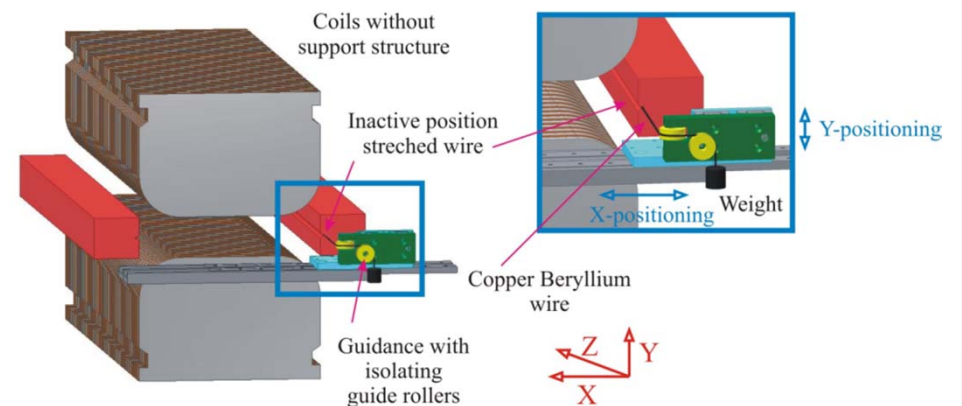 Coils without
support structure
Inactive position
streched wire
Y-positioning
X-positioning
Weight
Copper Beryllium
wire
Guidance with
isolating
guide rollers
Z
Y
X